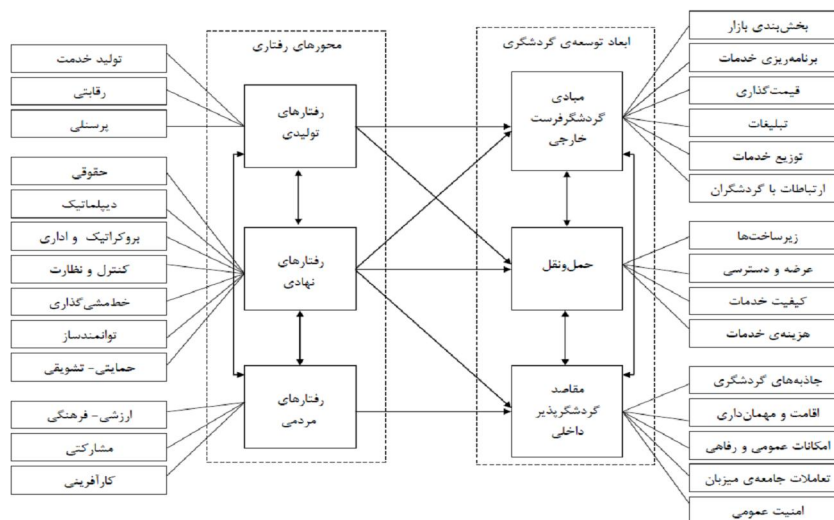 ابعاد توسعه‌ی گردشگری
محورهای رفتاری
بخش‌بندی بازار
برنامه‌ریزی خدمات
قیمت‌گذاری
تبلیغات
توزیع خدمات
ارتباطات با گردشگران
زیرساخت‌ها
عرضه و دسترسی
کیفیت خدمات
هزینه‌ی خدمات
جاذبه‌های گردشگری
اقامت و مهمان‌داری
امکانات عمومی و رفاهی
تعاملات جامعه‌ی میزبان
امنیت عمومی
مبادی
گردشگرفرست
خارجی
حمل‌ونقل
مقاصد
گردشگرپذیر
داخلی
رفتارهای
تولیدی
رفتارهای
نهادی
رفتارهای
مردمی
تولید خدمت
رقابتی
پرسنلی
حقوقی
دیپلماتیک
بروکراتیک و اداری
کنترل و نظارت
خط‌مشی‌گذاری
توانمندساز
حمایتی- تشویقی
ارزشی- فرهنگی
مشارکتی
کارآفرینی